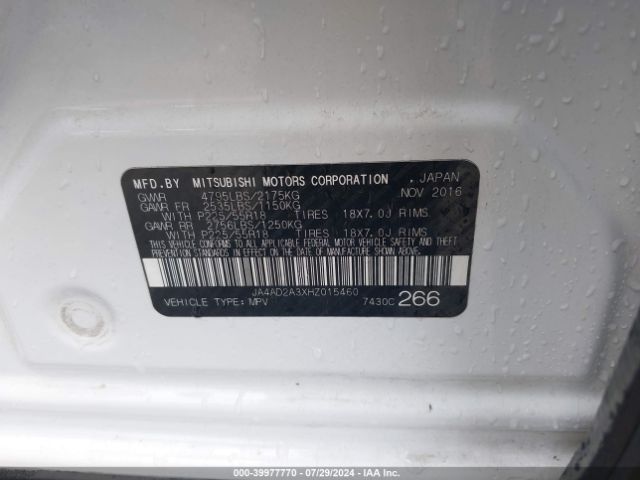 MFD.BY MITSUBISHI MOTORS CORPORATION . JAPAN
GVWR 4795LBS/2175KG NOV 2016
GAWR FR 2535LBS/1150KG
WITH P225/55R18 TIRES 18X7.0J RIMS
GAWR RR 2756LBS/1250KG
WITH P225/55R18 TIRES 18X7.0J RIMS
THIS VEHICLE CONFORMS TO ALL APPLICABLE FEDERAL MOTOR VEHICLE SAFETY AND THEFT
PREVENTION STANDARDS IN EFFECT ON THE DATE OF MANUFACTURE SHOWN ABOVE.
JA4AD2A3XHZ015460
VEHICLE TYPE: MPV 7430C 266
000-39977770 - 07/29/2024 - IAA Inc. Copyright